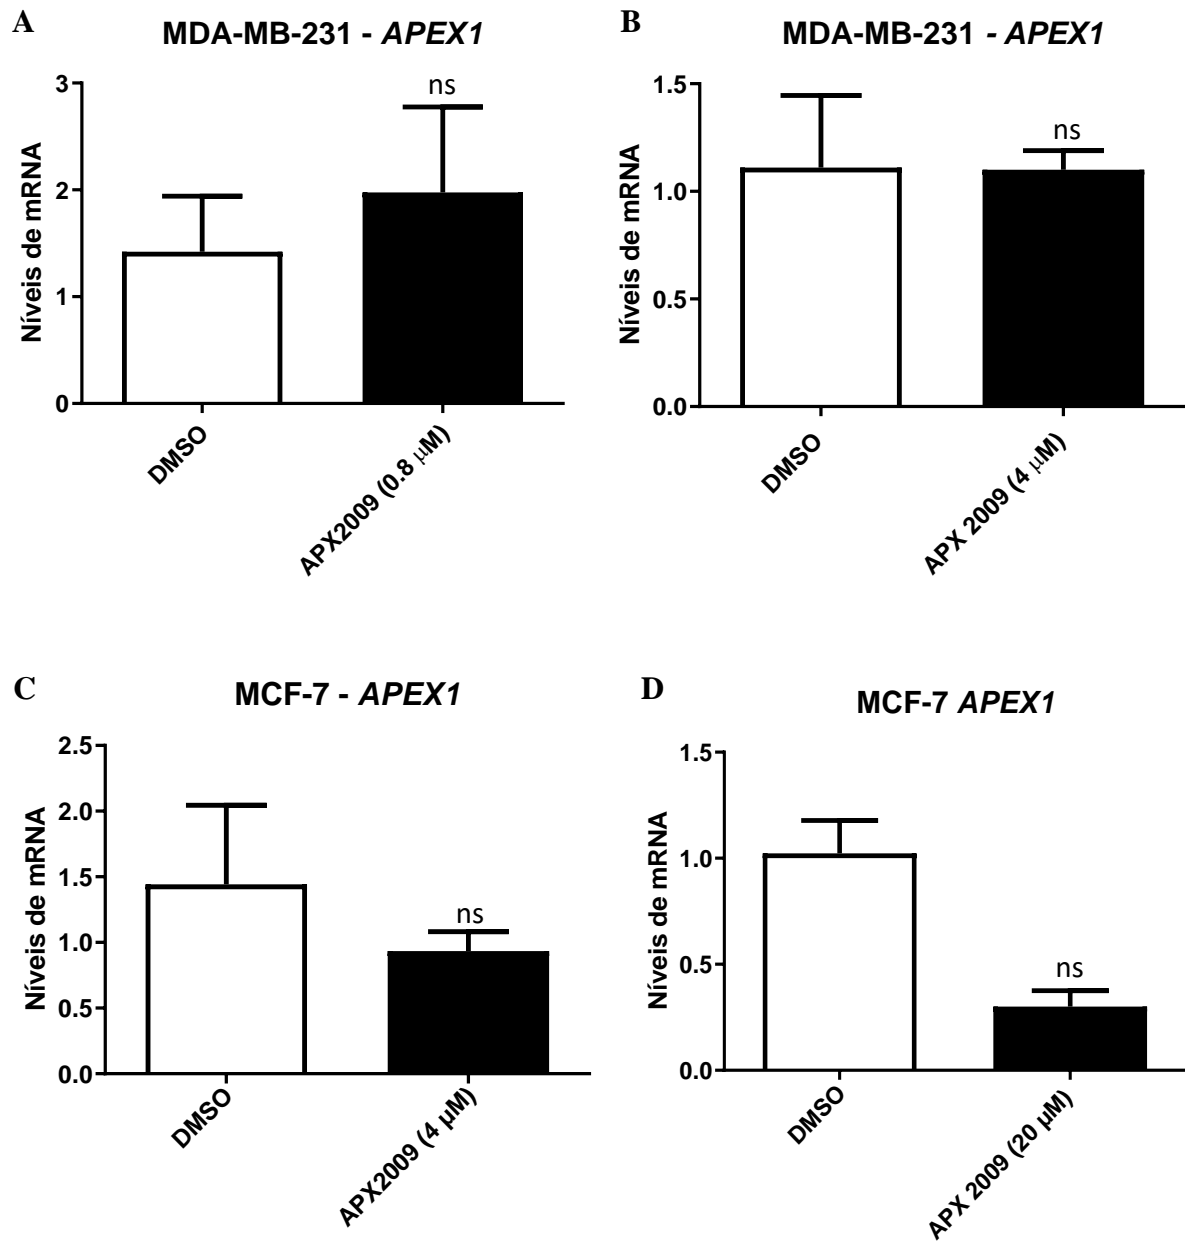 A
MDA-MB-231 - APEX1
Níveis de mRNA
3
2
1
0
ns
DMSO
APX2009 (0.8 μM)
B
MDA-MB-231 - APEX1
Níveis de mRNA
1.5
1.0
0.5
0.0
ns
DMSO
APX 2009 (4 μM)
C
MCF-7 - APEX1
Níveis de mRNA
2.5
2.0
1.5
1.0
0.5
0.0
ns
DMSO
APX2009 (4 µM)
D
MCF-7 APEX1
Níveis de mRNA
1.5
1.0
0.5
0.0
ns
DMSO
APX 2009 (20 µM)